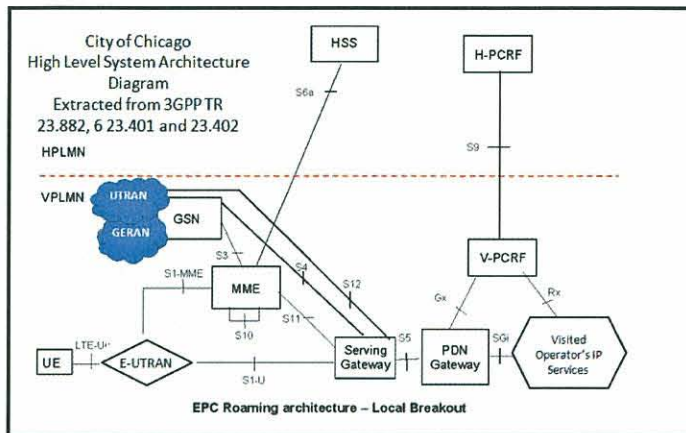 City of Chicago
High Level System Architecture
Diagram
Extracted from 3GPP TR
23.882, 6 23.401 and 23.402
HSS
H-PCRF
S6a
S9
HPLMN
VPLMN
UTRAN
GSN
GERAN
S3
S4
S12
S1-MME
MME
S10
S11
V-PCRF
Gx
Rx
UE
LTE-Uu
E-UTRAN
S1-U
Serving
Gateway
S5
PDN
Gateway
SGi
Visited
Operator's IP
Services
EPC Roaming architecture – Local Breakout